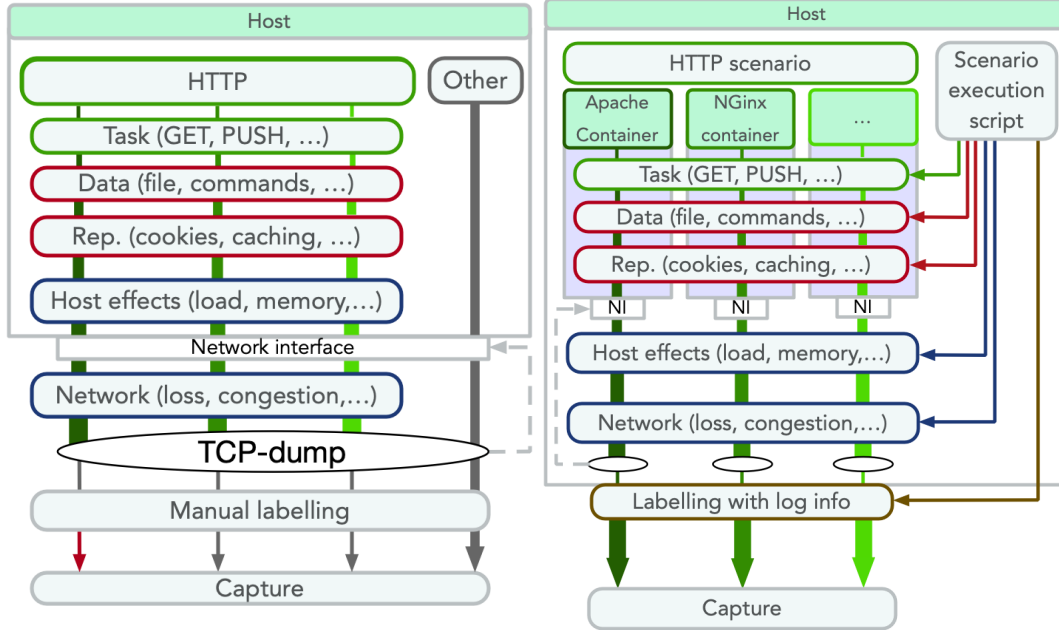 Host
HTTP
Other
Task (GET, PUSH, ...)
Data (file, commands, ...)
Rep. (cookies, caching, ...)
Host effects (load, memory,...)
Network interface
Network (loss, congestion,...)
TCP-dump
Manual labelling
Capture
Host
HTTP scenario
Scenario
execution
script
Apache
Container
NGinx
container
...
Task (GET, PUSH, ...)
Data (file, commands, ...)
Rep. (cookies, caching, ...)
NI
NI
NI
Host effects (load, memory,...)
Network (loss, congestion,...)
Labelling with log info
Capture